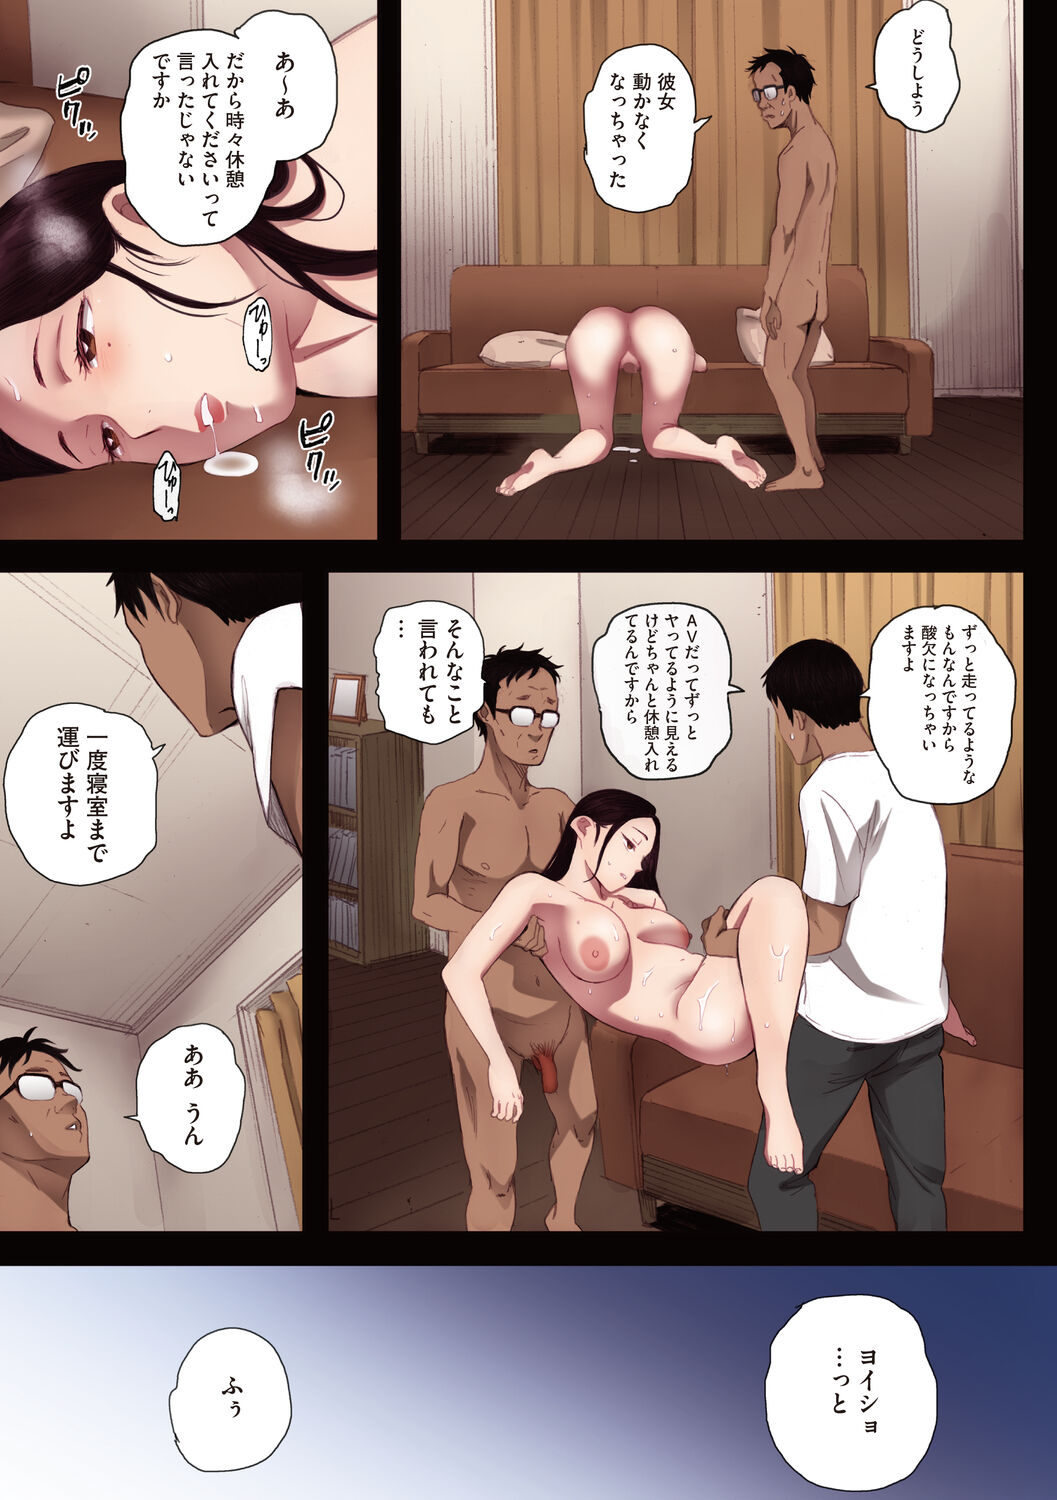 どうしよう
彼女
動かなく
なっちゃった
あ〜あ
だから時々休憩
入れてくださいって
言ったじゃない
ですか
ピクッ
ひゅーっ
ピクッ
ひゅーっ
ずっと走ってるような
もんなんですから
酸欠になっちゃい
ますよ
AVだってずっと
ヤってるように見える
けどちゃんと休憩入れ
てるんですから
そんなこと
言われても
…
一度寝室まで
運びますよ
ああ うん
ヨイショ
…っと
ふぅ